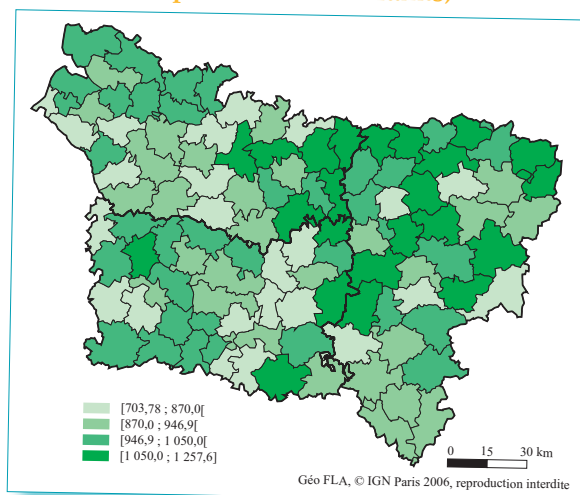 [703,78 ; 870,0[
[870,0 ; 946,9[
[946,9 ; 1 050,0[
[1 050,0 ; 1 257,6]
0 15 30 km
Géo FLA, © IGN Paris 2006, reproduction interdite